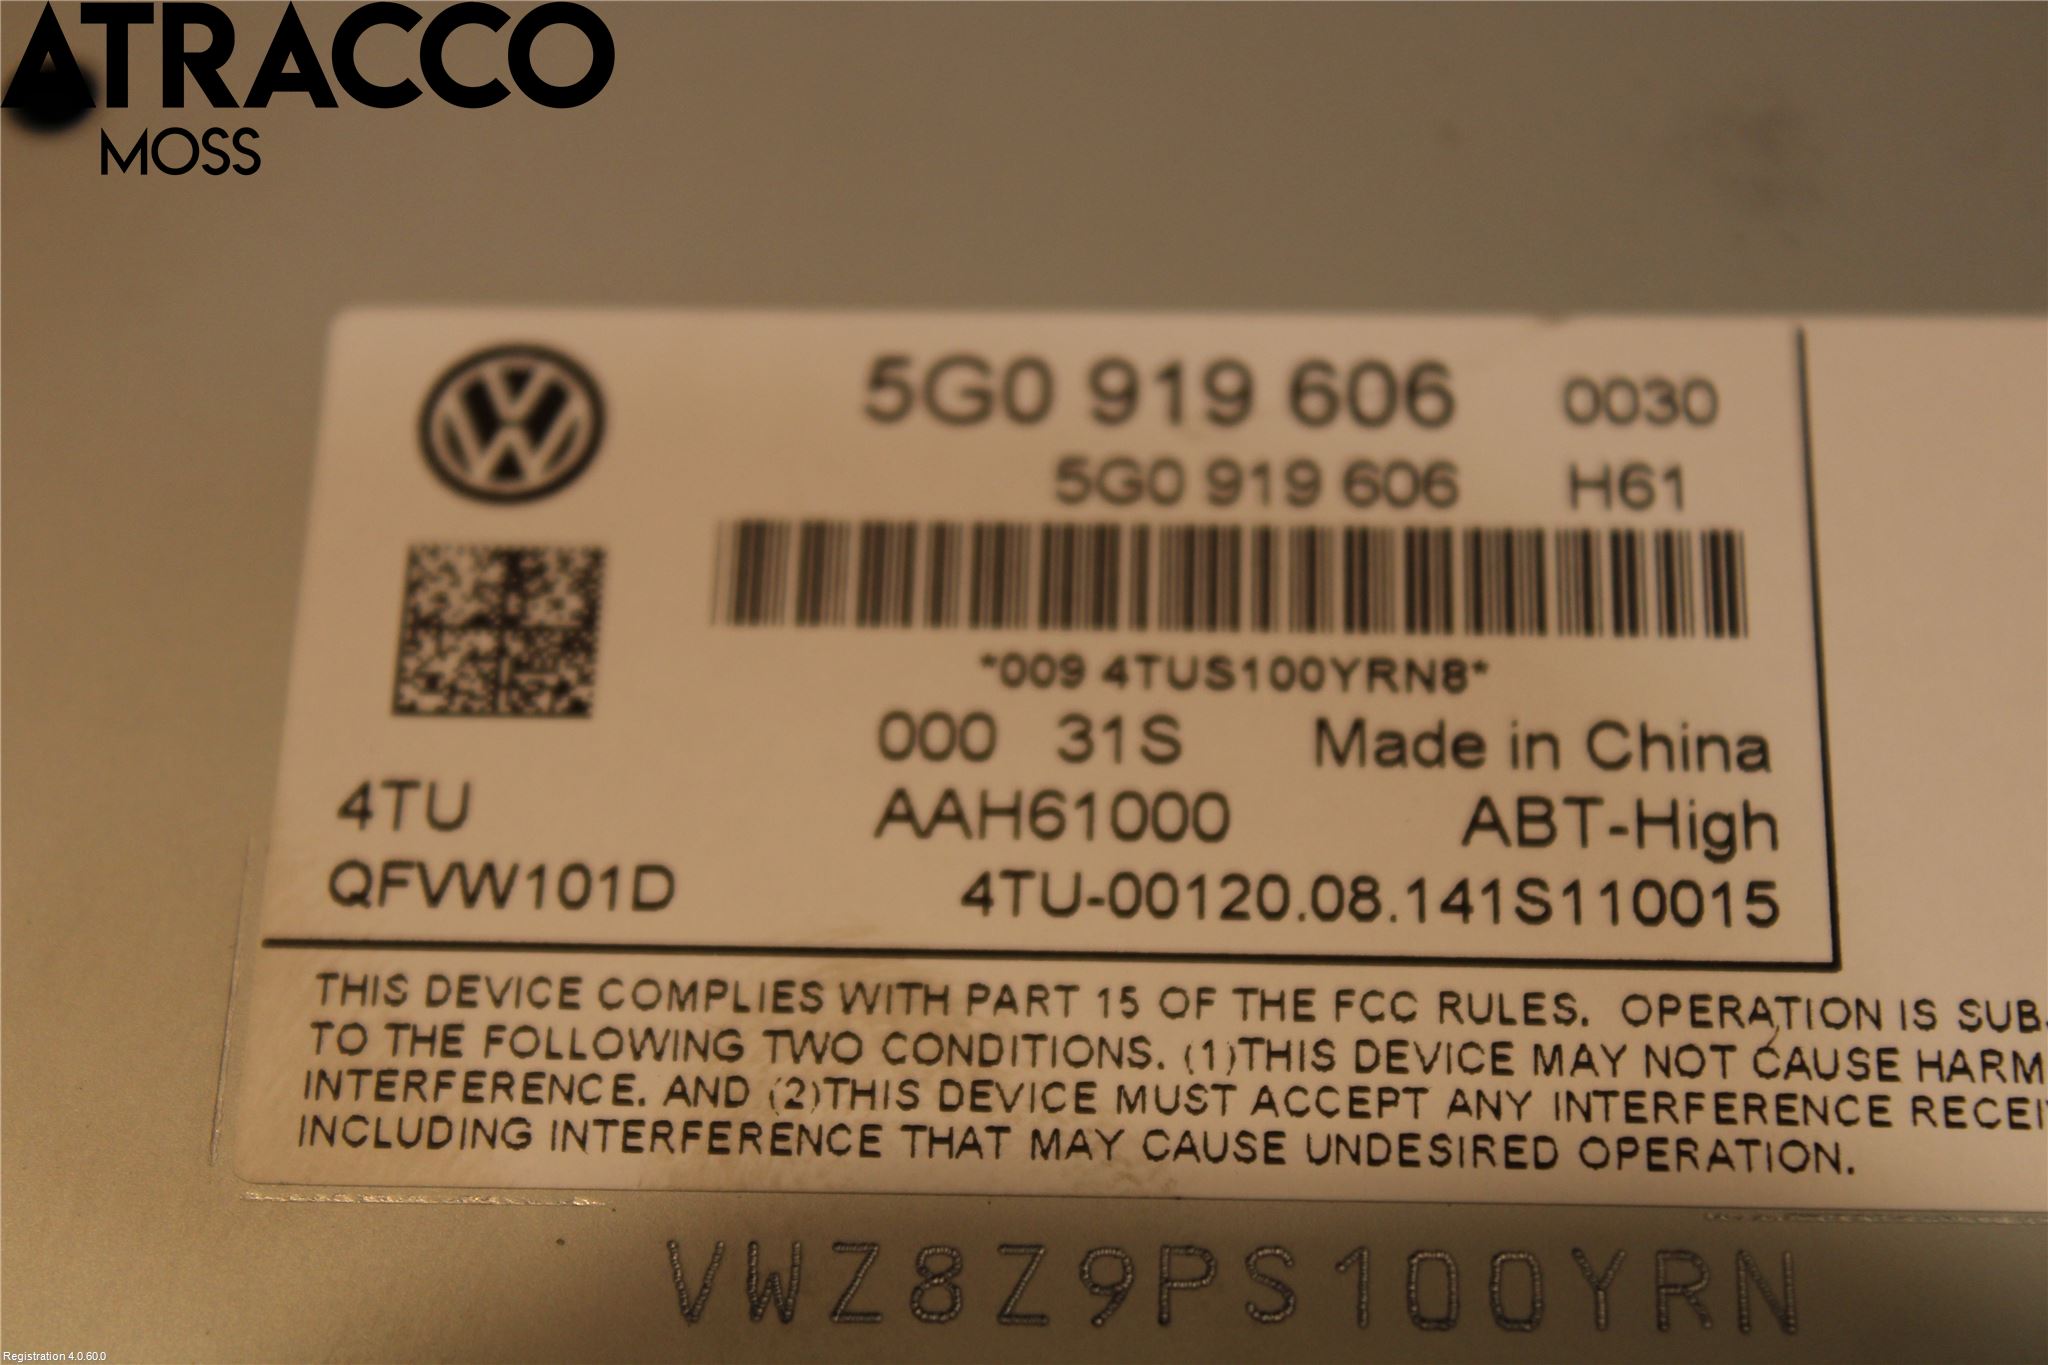 ATRACCO
MOSS
5G0 919 606 0030
5G0 919 606 H61
*009 4TUS100YRN8*
000 31S Made in China
4TU AAH61000 ABT-High
QFVW101D 4TU-00120.08.141S110015
THIS DEVICE COMPLIES WITH PART 15 OF THE FCC RULES. OPERATION IS SUB
TO THE FOLLOWING TWO CONDITIONS. (1)THIS DEVICE MAY NOT CAUSE HARM
INTERFERENCE. AND (2)THIS DEVICE MUST ACCEPT ANY INTERFERENCE RECEI
INCLUDING INTERFERENCE THAT MAY CAUSE UNDESIRED OPERATION.
VWZ8Z9PS100YRN
Registration 4.0.60.0